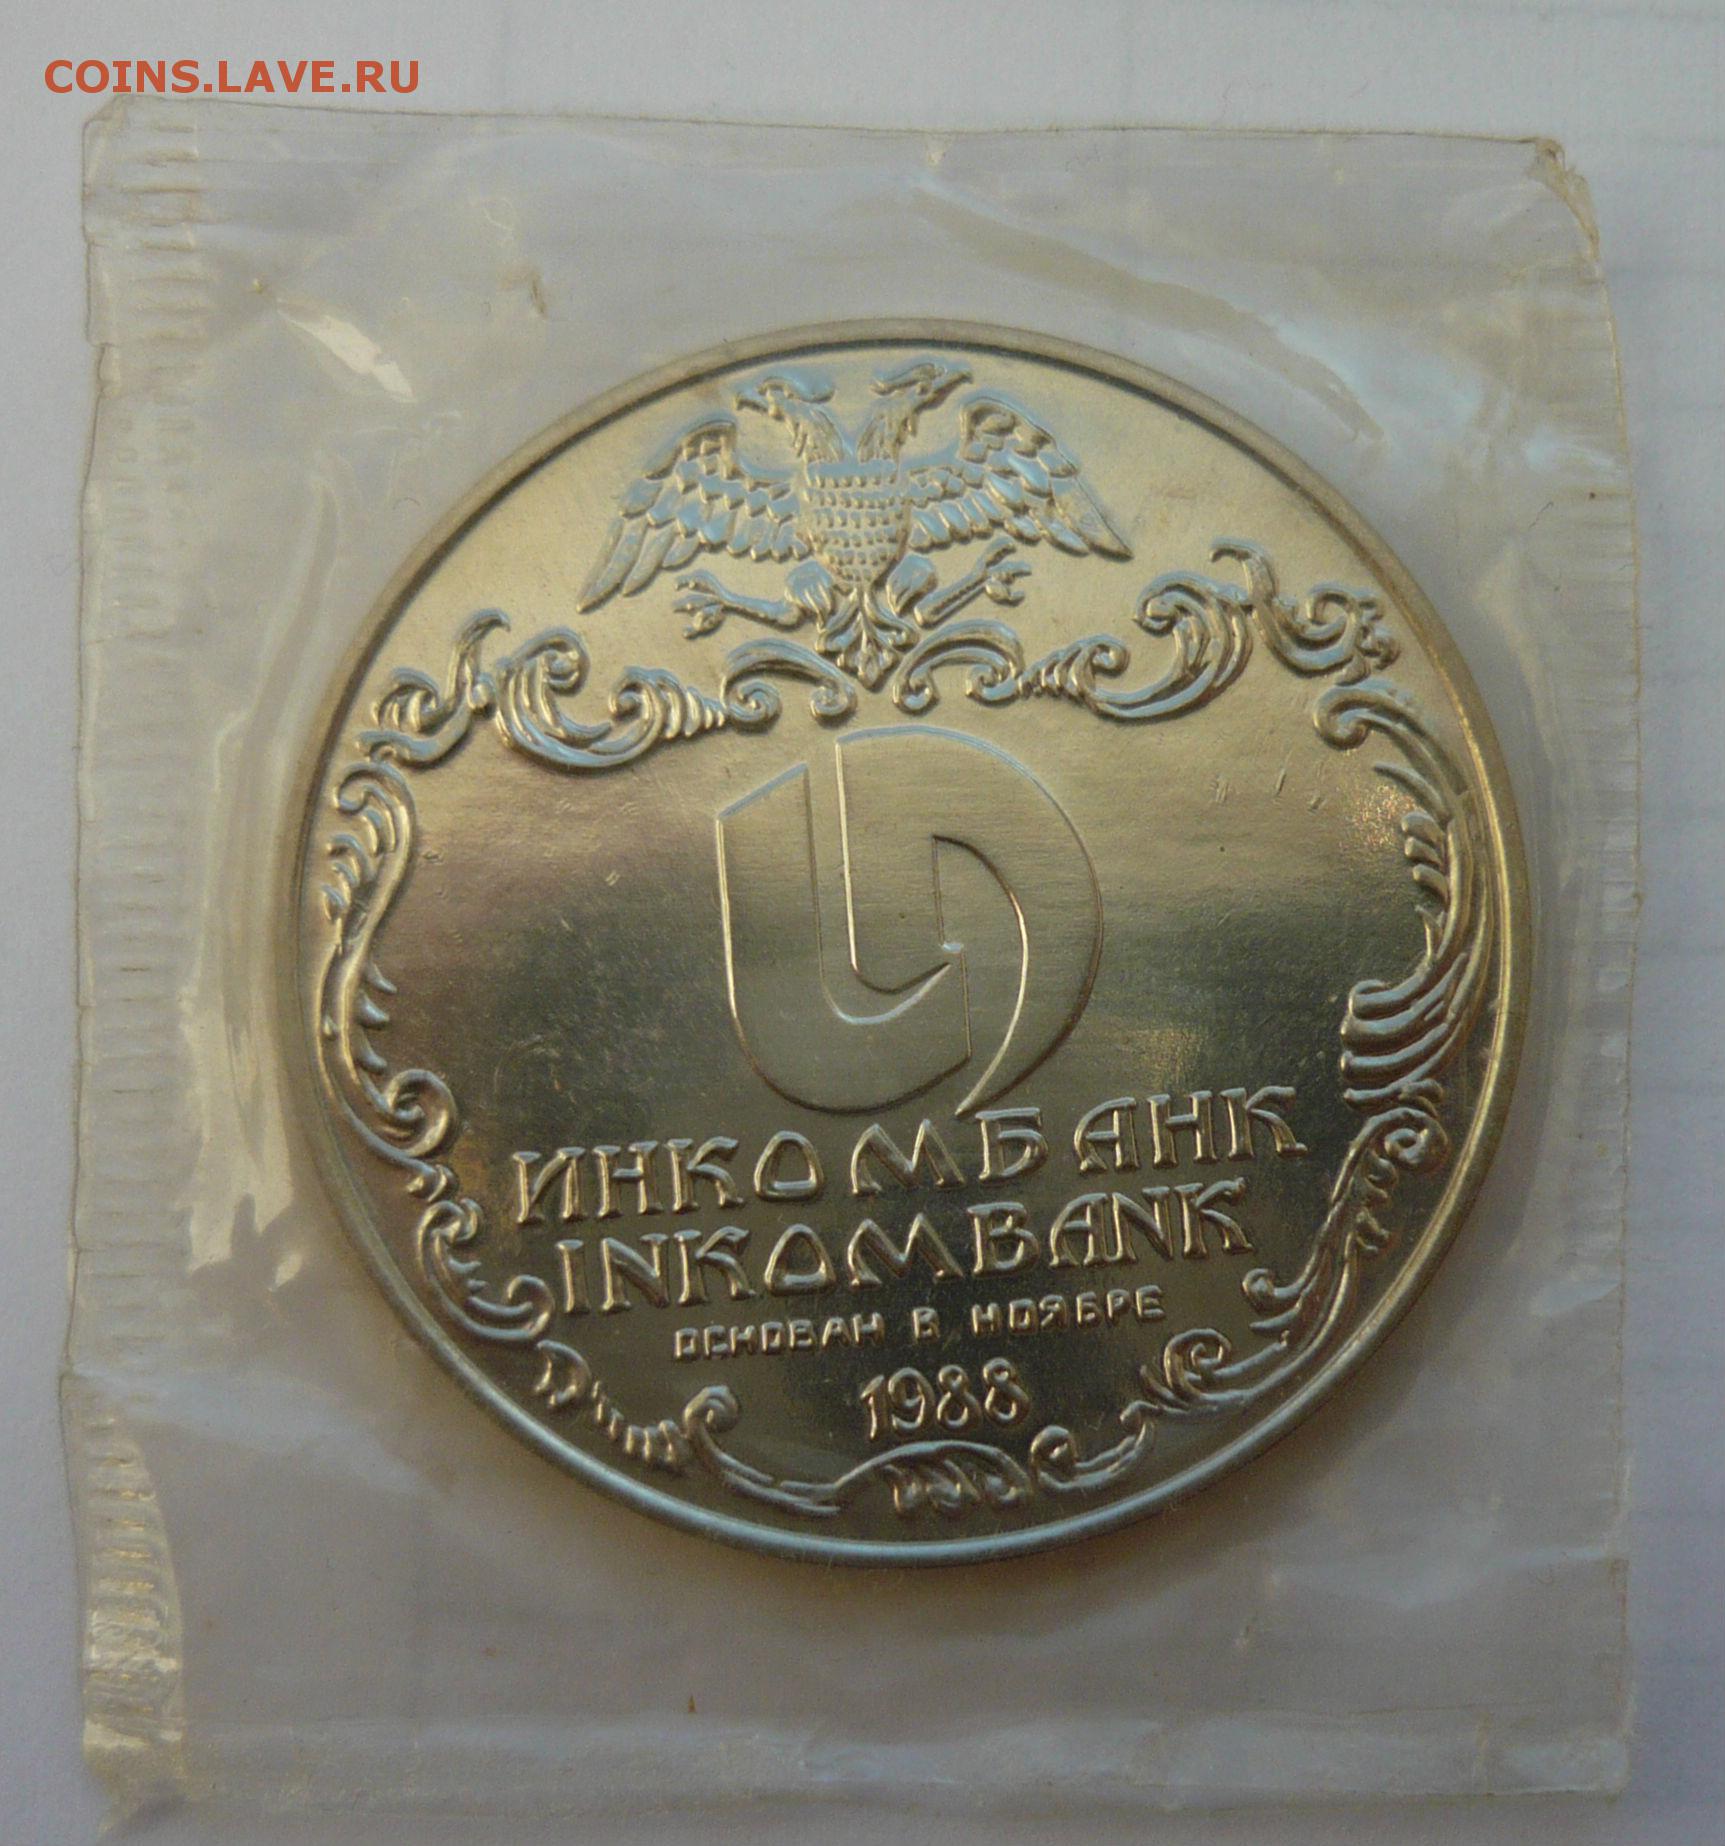 COINS.LAVE.RU
ИНКОМБАНК
INKOMBANK
ОСНОВАН В НОЯБРЕ
1988